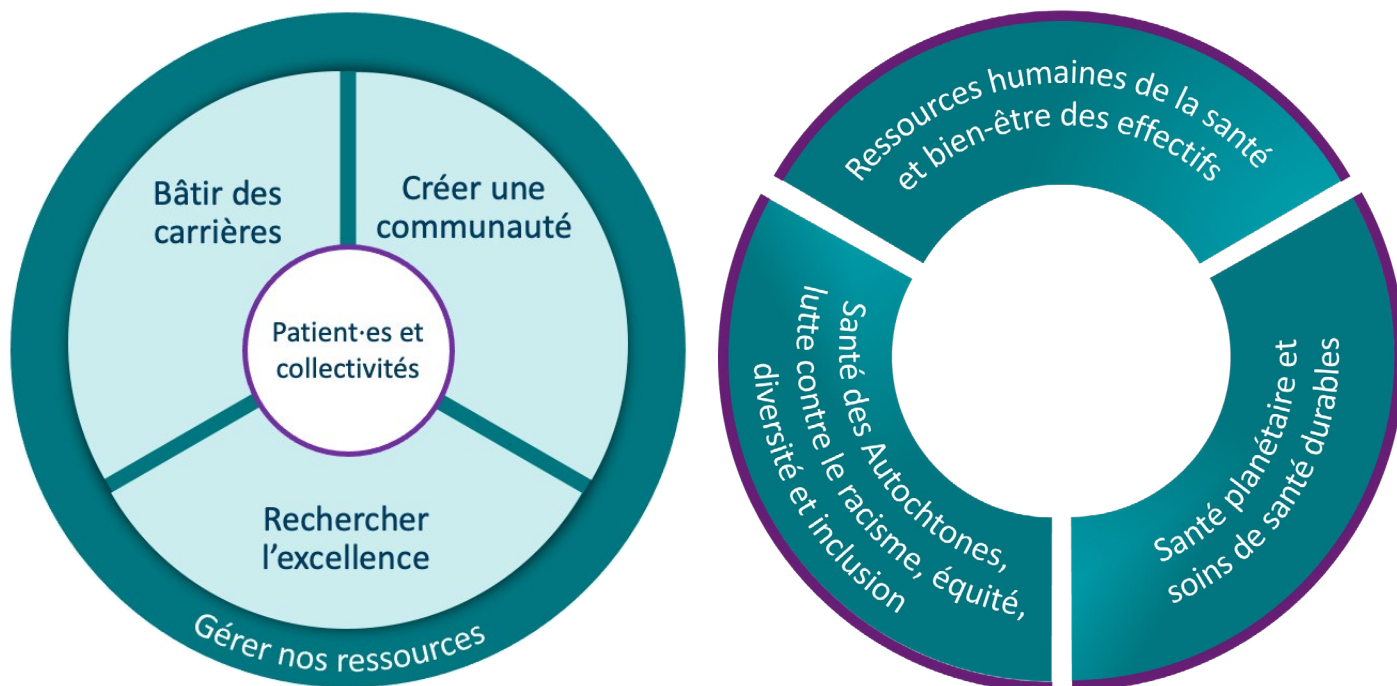 Bâtir des
carrières
Créer une
communauté
Patient·es et
collectivités
Rechercher
l’excellence
Gérer nos ressources
Ressources humaines de la santé
et bien-être des effectifs
Santé des Autochtones,
lutte contre le racisme, équité,
diversité et inclusion
Santé planétaire et
soins de santé durables